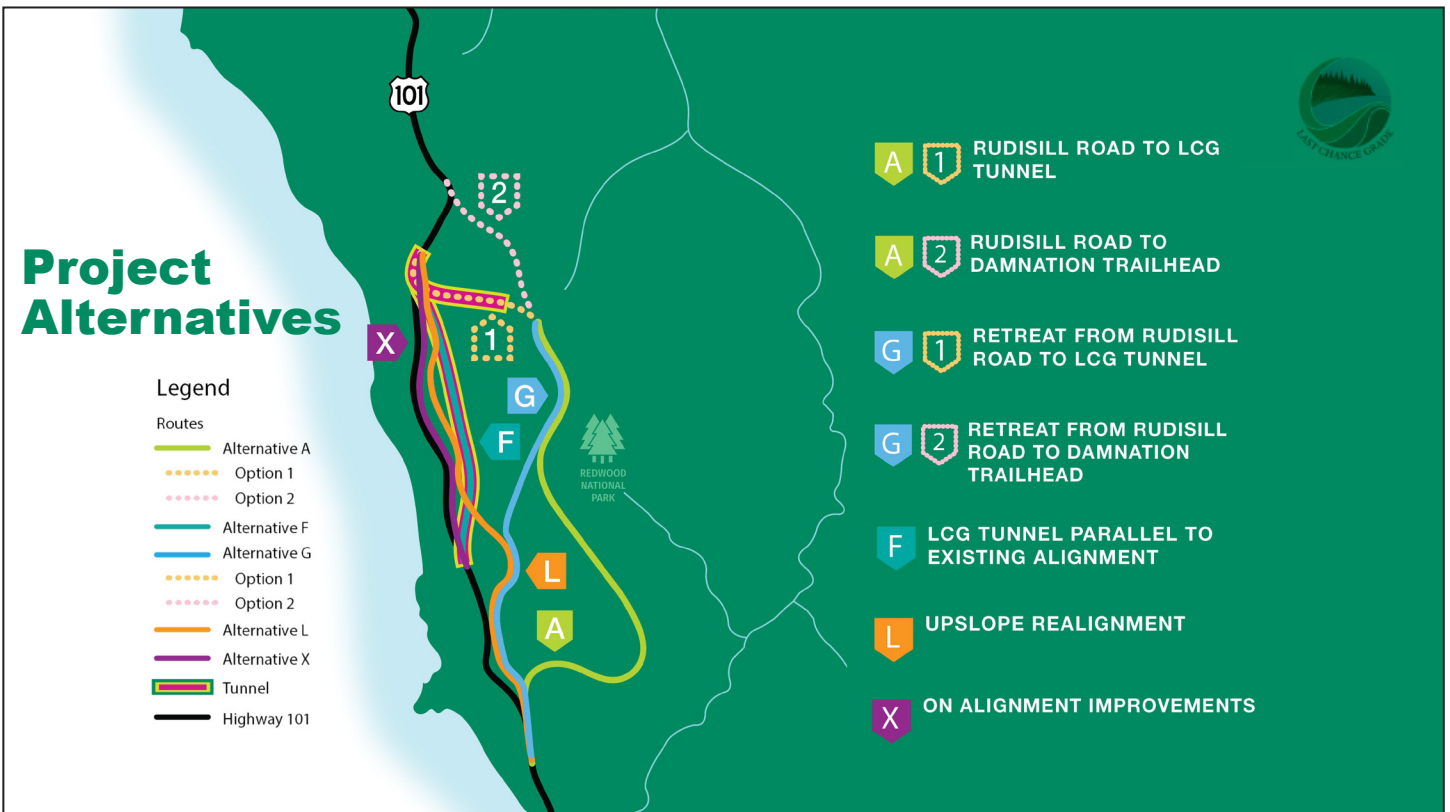 Project
Alternatives
Legend
Routes
Alternative A
Option 1
Option 2
Alternative F
Alternative G
Option 1
Option 2
Alternative L
Alternative X
Tunnel
Highway 101
101
2
1
X
G
F
L
A
REDWOOD
NATIONAL
PARK
LAST CHANCE GRADE
A 1 RUDISILL ROAD TO LCG
TUNNEL
A 2 RUDISILL ROAD TO
DAMNATION TRAILHEAD
G 1 RETREAT FROM RUDISILL
ROAD TO LCG TUNNEL
G 2 RETREAT FROM RUDISILL
ROAD TO DAMNATION
TRAILHEAD
F LCG TUNNEL PARALLEL TO
EXISTING ALIGNMENT
L UPSLOPE REALIGNMENT
X ON ALIGNMENT IMPROVEMENTS